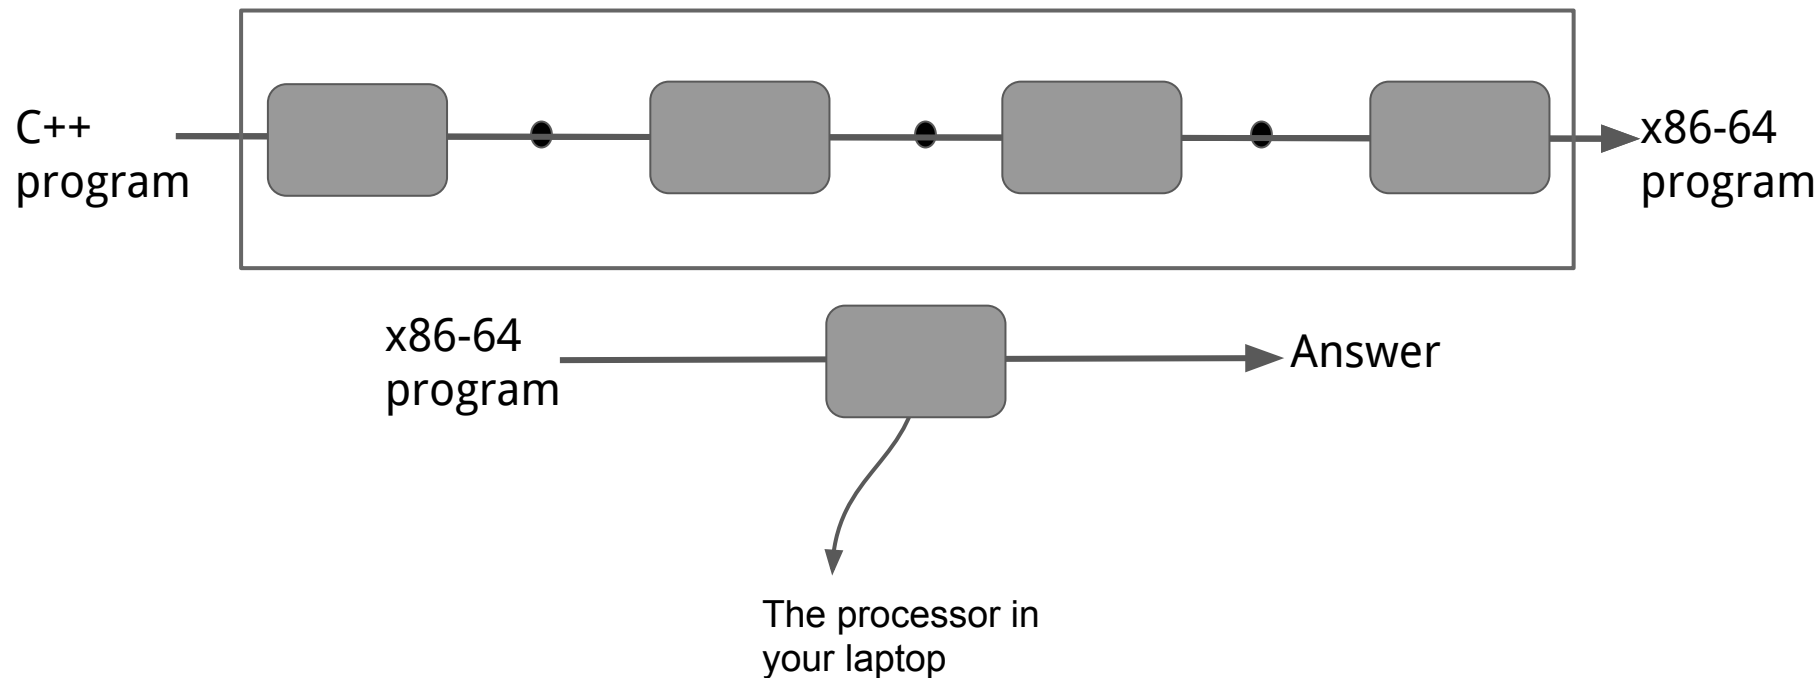 C++
program
x86-64
program
x86-64
program
Answer
The processor in
your laptop